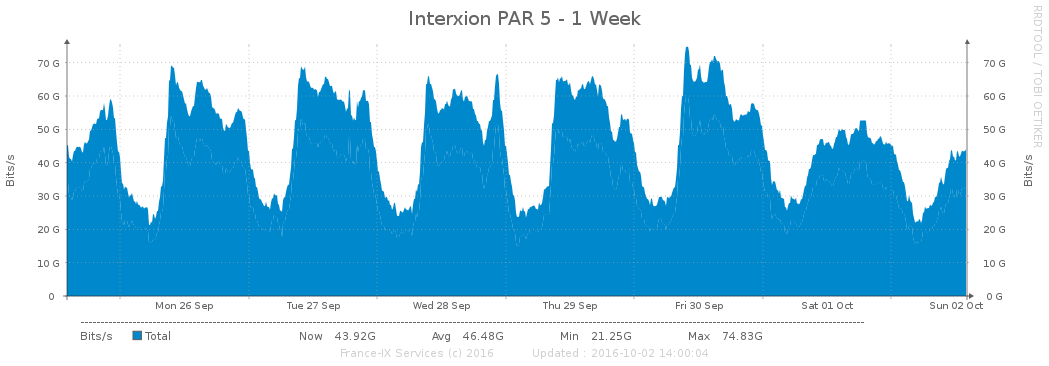 Interxion PAR 5 - 1 Week
RRDTOOL / TOBI OETIKER
Bits/s
70 G
60 G
50 G
40 G
30 G
20 G
10 G
0
70 G
60 G
50 G
40 G
30 G
20 G
10 G
0 G
Bits/s
Mon 26 Sep Tue 27 Sep Wed 28 Sep Thu 29 Sep Fri 30 Sep Sat 01 Oct Sun 02 Oct
Bits/s Total Now 43.92G Avg 46.48G Min 21.25G Max 74.83G
France-IX Services (c) 2016 Updated : 2016-10-02 14:00:04